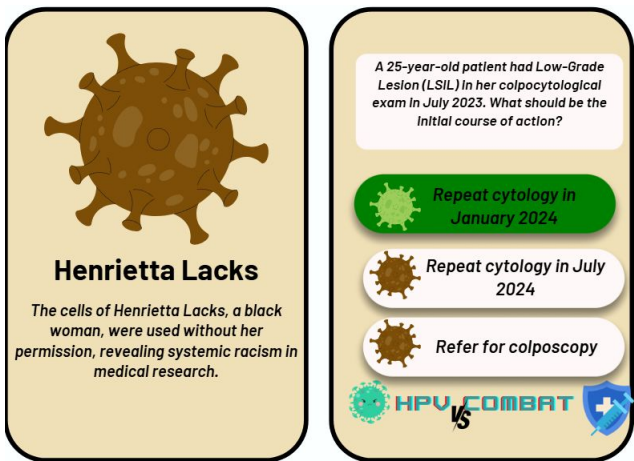 Henrietta Lacks
The cells of Henrietta Lacks, a black
woman, were used without her
permission, revealing systemic racism in
medical research.
A 25-year-old patient had Low-Grade
Lesion (LSIL) in her colpocytological
exam in July 2023. What should be the
initial course of action?
Repeat cytology in
January 2024
Repeat cytology in July
2024
Refer for colposcopy
HPV VS COMBAT